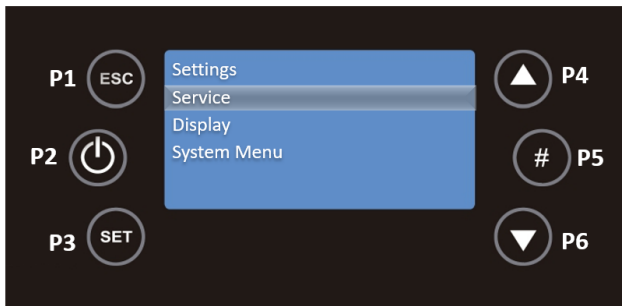 P1 ESC
Settings
Service
Display
System Menu
P4
P2
# P5
P3 SET
P6